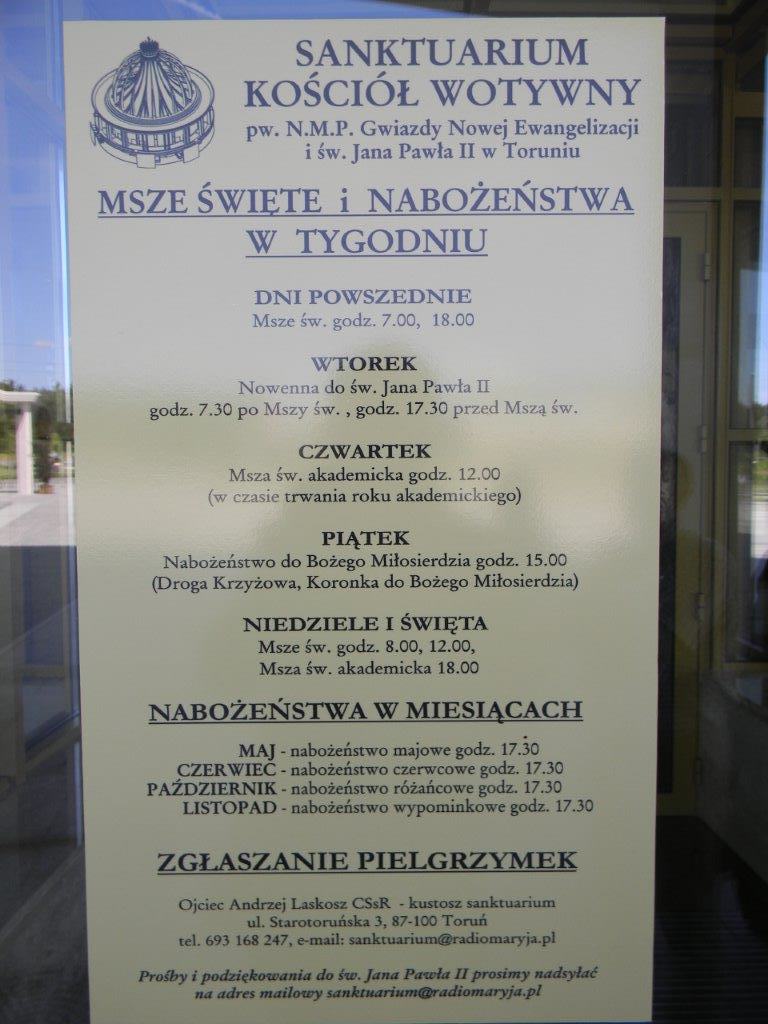 SANKTUARIUM
KOŚCIÓŁ WOTYWNY
pw. N.M.P. Gwiazdy Nowej Ewangelizacji
i św. Jana Pawła II w Toruniu
MSZE ŚWIĘTE i NABOŻEŃSTWA
W TYGODNIU
DNI POWSZEDNIE
Msze św. godz. 7.00, 18.00
WTOREK
Nowenna do św. Jana Pawła II
godz. 7.30 po Mszy św. , godz. 17.30 przed Mszą św.
CZWARTEK
Msza św. akademicka godz. 12.00
(w czasie trwania roku akademickiego)
PIĄTEK
Nabożeństwo do Bożego Miłosierdzia godz. 15.00
(Droga Krzyżowa, Koronka do Bożego Miłosierdzia)
NIEDZIELE I ŚWIĘTA
Msze św. godz. 8.00, 12.00,
Msza św. akademicka 18.00
NABOŻEŃSTWA W MIESIĄCACH
MAJ - nabożeństwo majowe godz. 17.30
CZERWIEC - nabożeństwo czerwcowe godz. 17.30
PAŹDZIERNIK - nabożeństwo różańcowe godz. 17.30
LISTOPAD - nabożeństwo wypominkowe godz. 17.30
ZGŁASZANIE PIELGRZYMEK
Ojciec Andrzej Laskosz CSsR - kustosz sanktuarium
ul. Starotoruńska 3, 87-100 Toruń
tel. 693 168 247, e-mail: sanktuarium@radiomaryja.pl
Prośby i podziękowania do św. Jana Pawła II prosimy nadsyłać
na adres mailowy sanktuarium@radiomaryja.pl